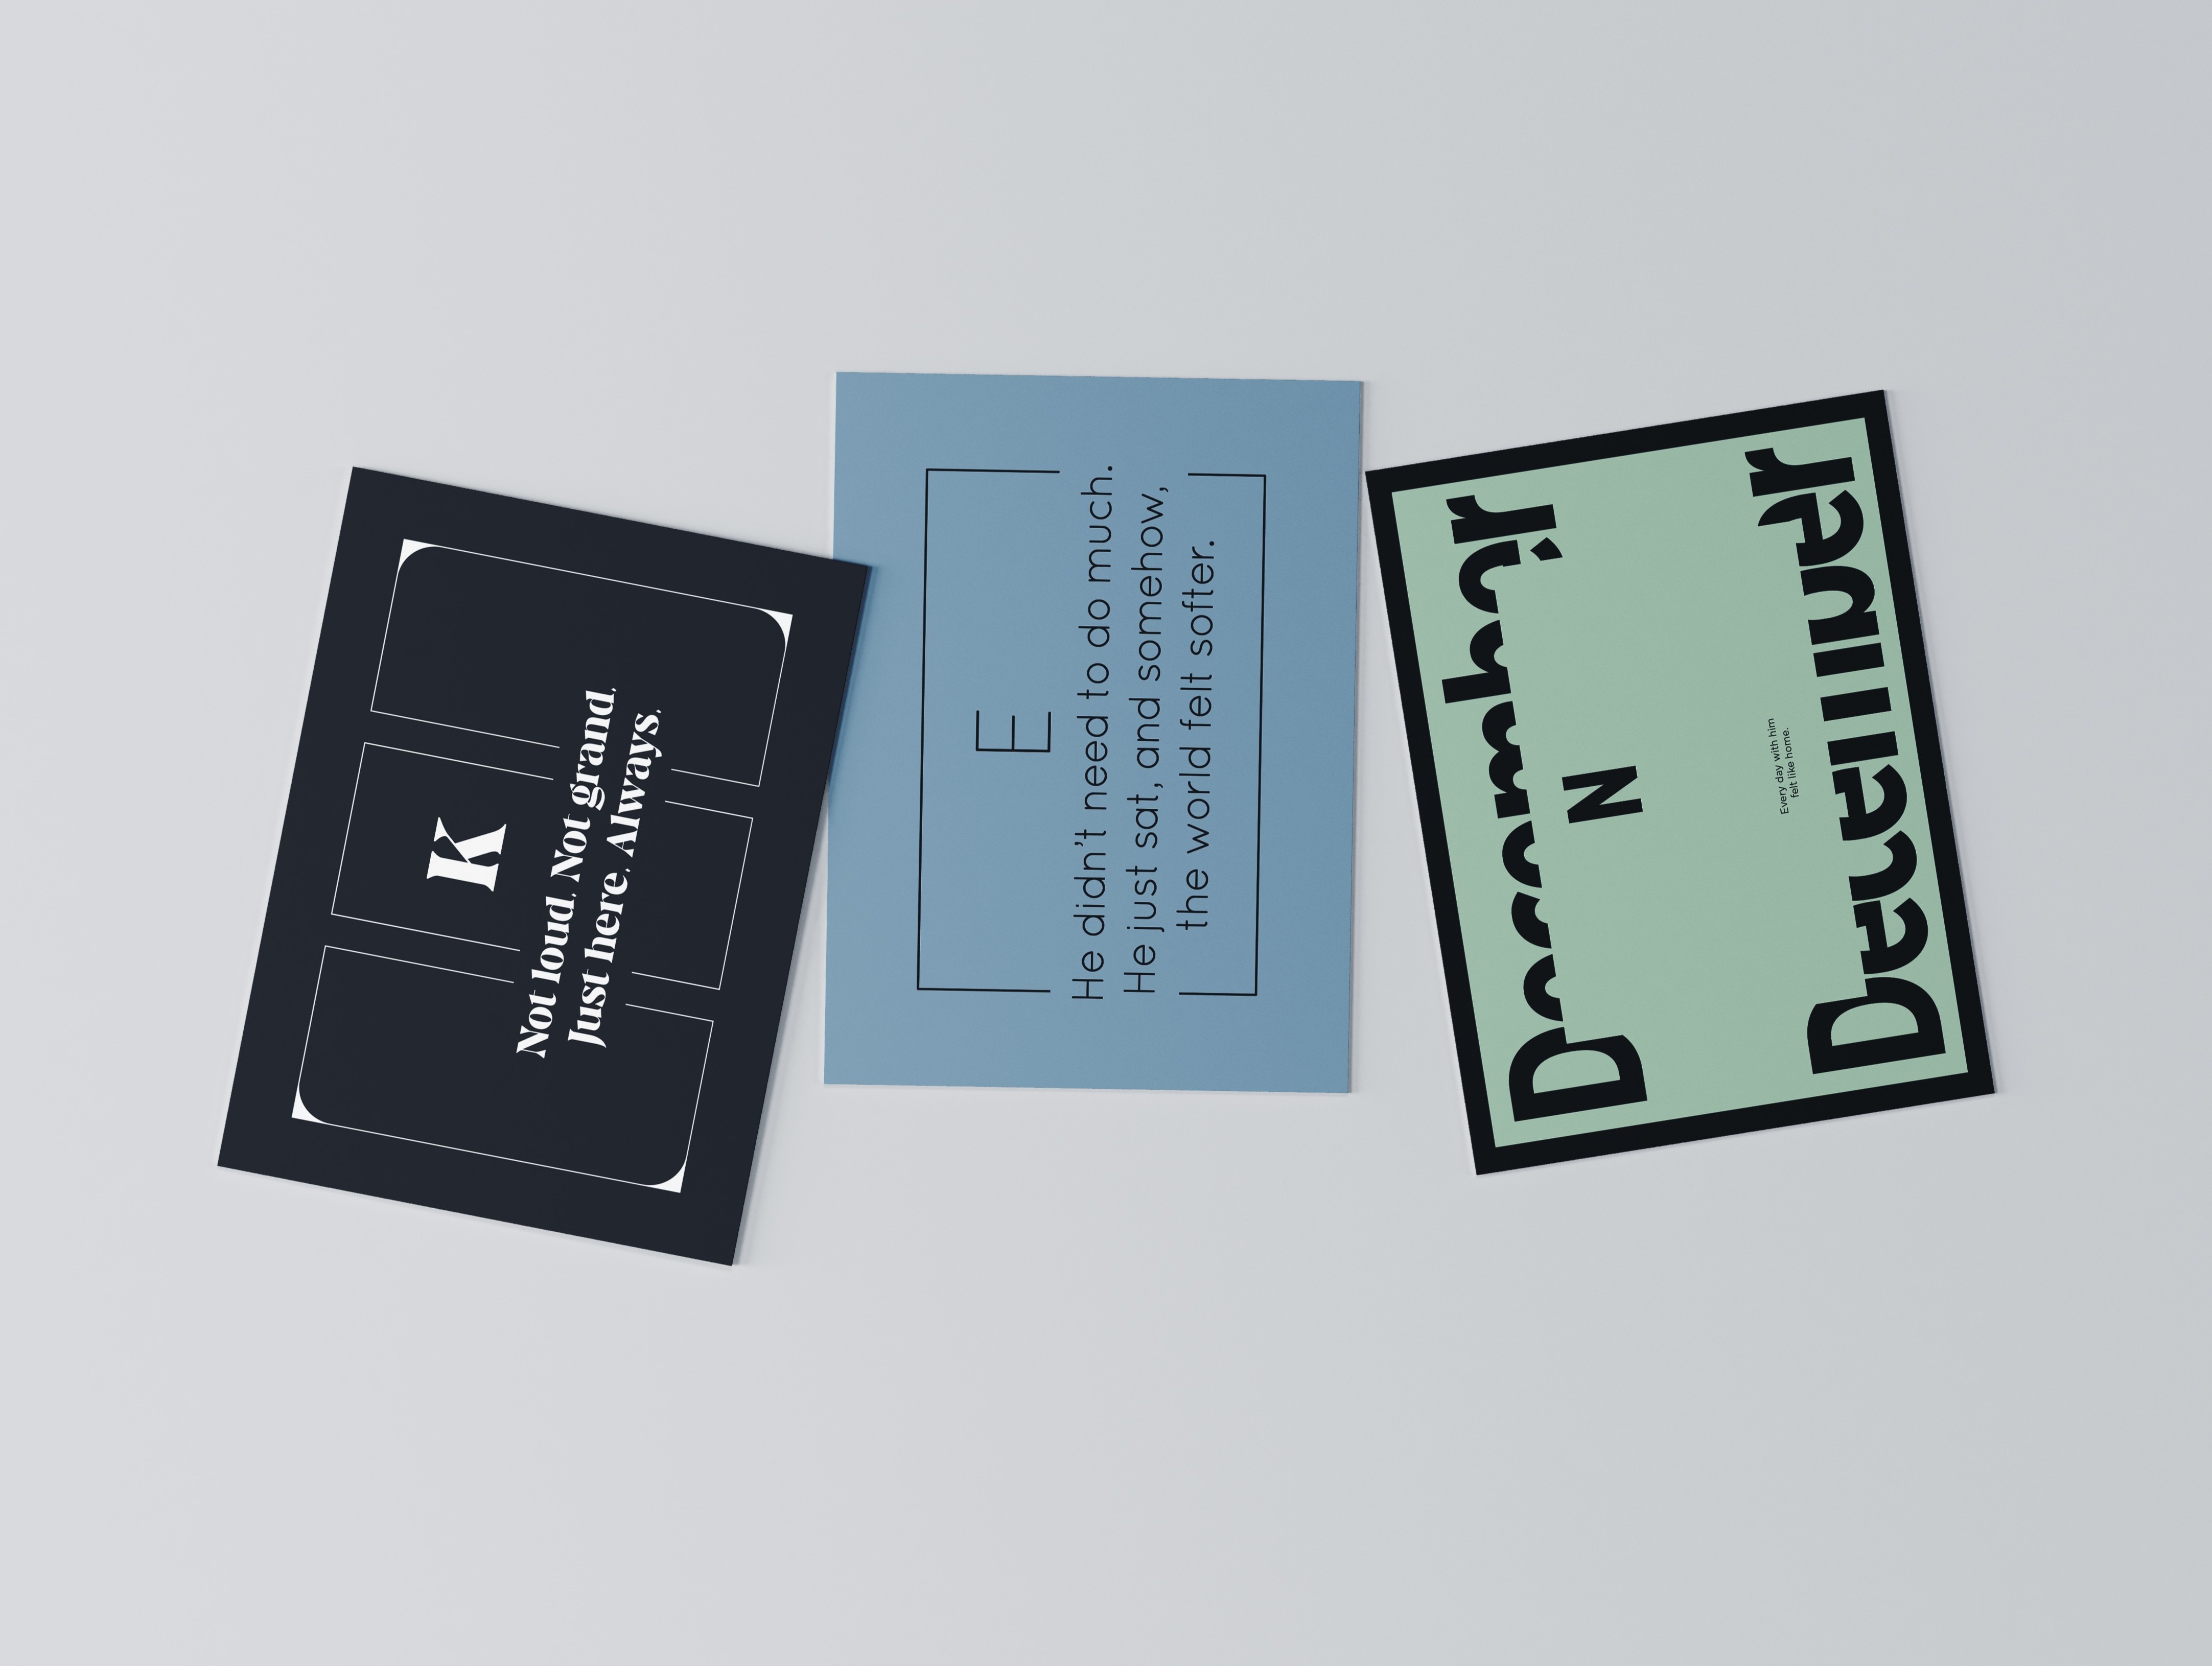 K
Not loud. Not grand.
Just here. Always.
E
He didn't need to do much.
He just sat, and somehow,
the world felt softer.
December
N
Every day with him
felt like home.
December